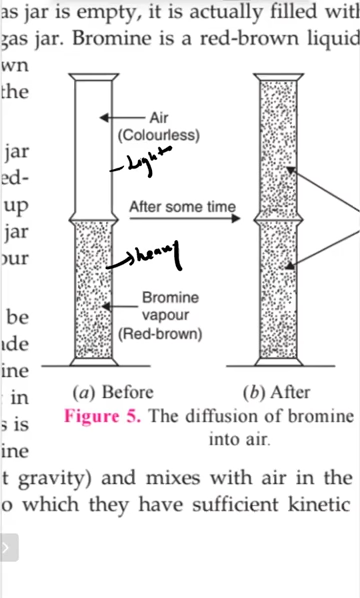 as jar is empty, it is actually filled with
gas jar. Bromine is a red-brown liquid
wn
the
jar
ed-
up
jar
our
be
ade
ine
in
s is
ine
Air
(Colourless)
Light
After some time
heavy
Bromine
vapour
(Red-brown)
(a) Before
(b) After
Figure 5. The diffusion of bromine
into air.
t gravity) and mixes with air in the
o which they have sufficient kinetic